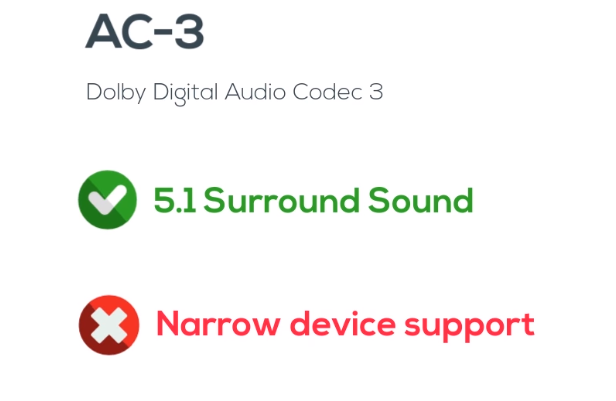 AC-3
Dolby Digital Audio Codec 3
5.1 Surround Sound
Narrow device support